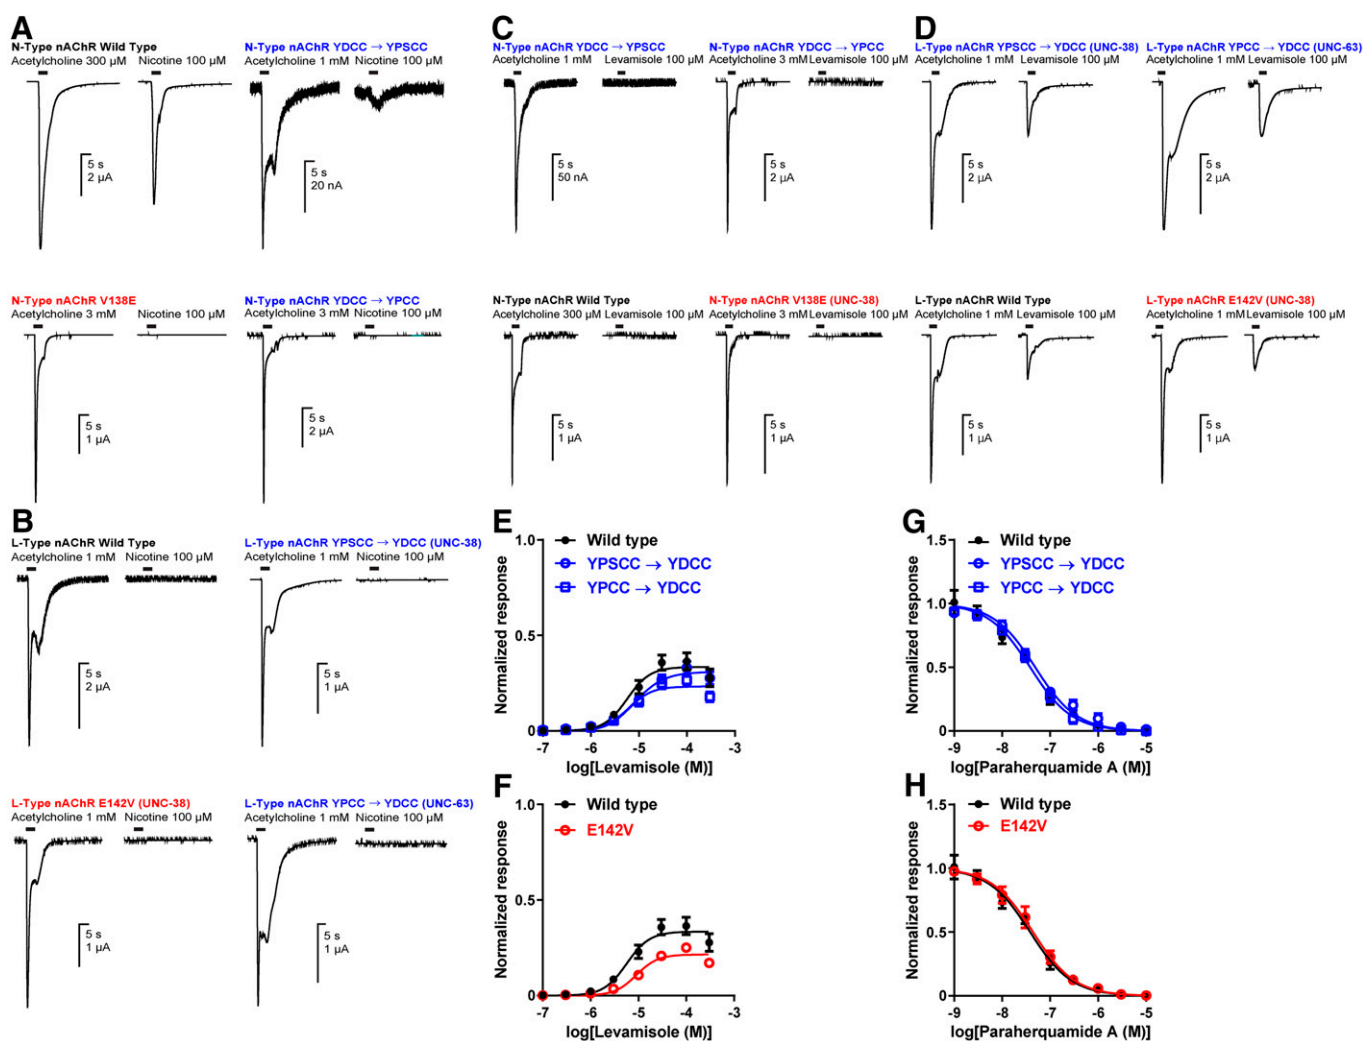 A
N-Type nAChR Wild Type
Acetylcholine 300 µM Nicotine 100 µM
5 s
2 µA
N-Type nAChR YDCC → YPSCC
Acetylcholine 1 mM Nicotine 100 µM
5 s
20 nA
N-Type nAChR V138E
Acetylcholine 3 mM Nicotine 100 µM
5 s
1 µA
N-Type nAChR YDCC → YPCC
Acetylcholine 3 mM Nicotine 100 µM
5 s
2 µA
B
L-Type nAChR Wild Type
Acetylcholine 1 mM Nicotine 100 µM
5 s
2 µA
L-Type nAChR YPSCC → YDCC (UNC-38)
Acetylcholine 1 mM Nicotine 100 µM
5 s
1 µA
L-Type nAChR E142V (UNC-38)
Acetylcholine 1 mM Nicotine 100 µM
5 s
1 µA
L-Type nAChR YPCC → YDCC (UNC-63)
Acetylcholine 1 mM Nicotine 100 µM
5 s
1 µA
C
N-Type nAChR YDCC → YPSCC
Acetylcholine 1 mM Levamisole 100 µM
5 s
50 nA
N-Type nAChR YDCC → YPCC
Acetylcholine 3 mM Levamisole 100 µM
5 s
2 µA
N-Type nAChR Wild Type
Acetylcholine 300 µM Levamisole 100 µM
5 s
1 µA
N-Type nAChR V138E (UNC-38)
Acetylcholine 3 mM Levamisole 100 µM
5 s
1 µA
D
L-Type nAChR YPSCC → YDCC (UNC-38)
Acetylcholine 1 mM Levamisole 100 µM
5 s
2 µA
L-Type nAChR YPCC → YDCC (UNC-63)
Acetylcholine 1 mM Levamisole 100 µM
5 s
2 µA
L-Type nAChR Wild Type
Acetylcholine 1 mM Levamisole 100 µM
5 s
1 µA
L-Type nAChR E142V (UNC-38)
Acetylcholine 1 mM Levamisole 100 µM
5 s
1 µA
E
Wild type
YPSCC → YDCC
YPCC → YDCC
Normalized response
1.0
0.5
0
-7 -6 -5 -4 -3
log[Levamisole (M)]
F
Wild type
E142V
Normalized response
1.0
0.5
0
-7 -6 -5 -4 -3
log[Levamisole (M)]
G
Wild type
YPSCC → YDCC
YPCC → YDCC
Normalized response
1.5
1.0
0.5
0
-9 -8 -7 -6 -5
log[Paraherquamide A (M)]
H
Wild type
E142V
Normalized response
1.5
1.0
0.5
0
-9 -8 -7 -6 -5
log[Paraherquamide A (M)]